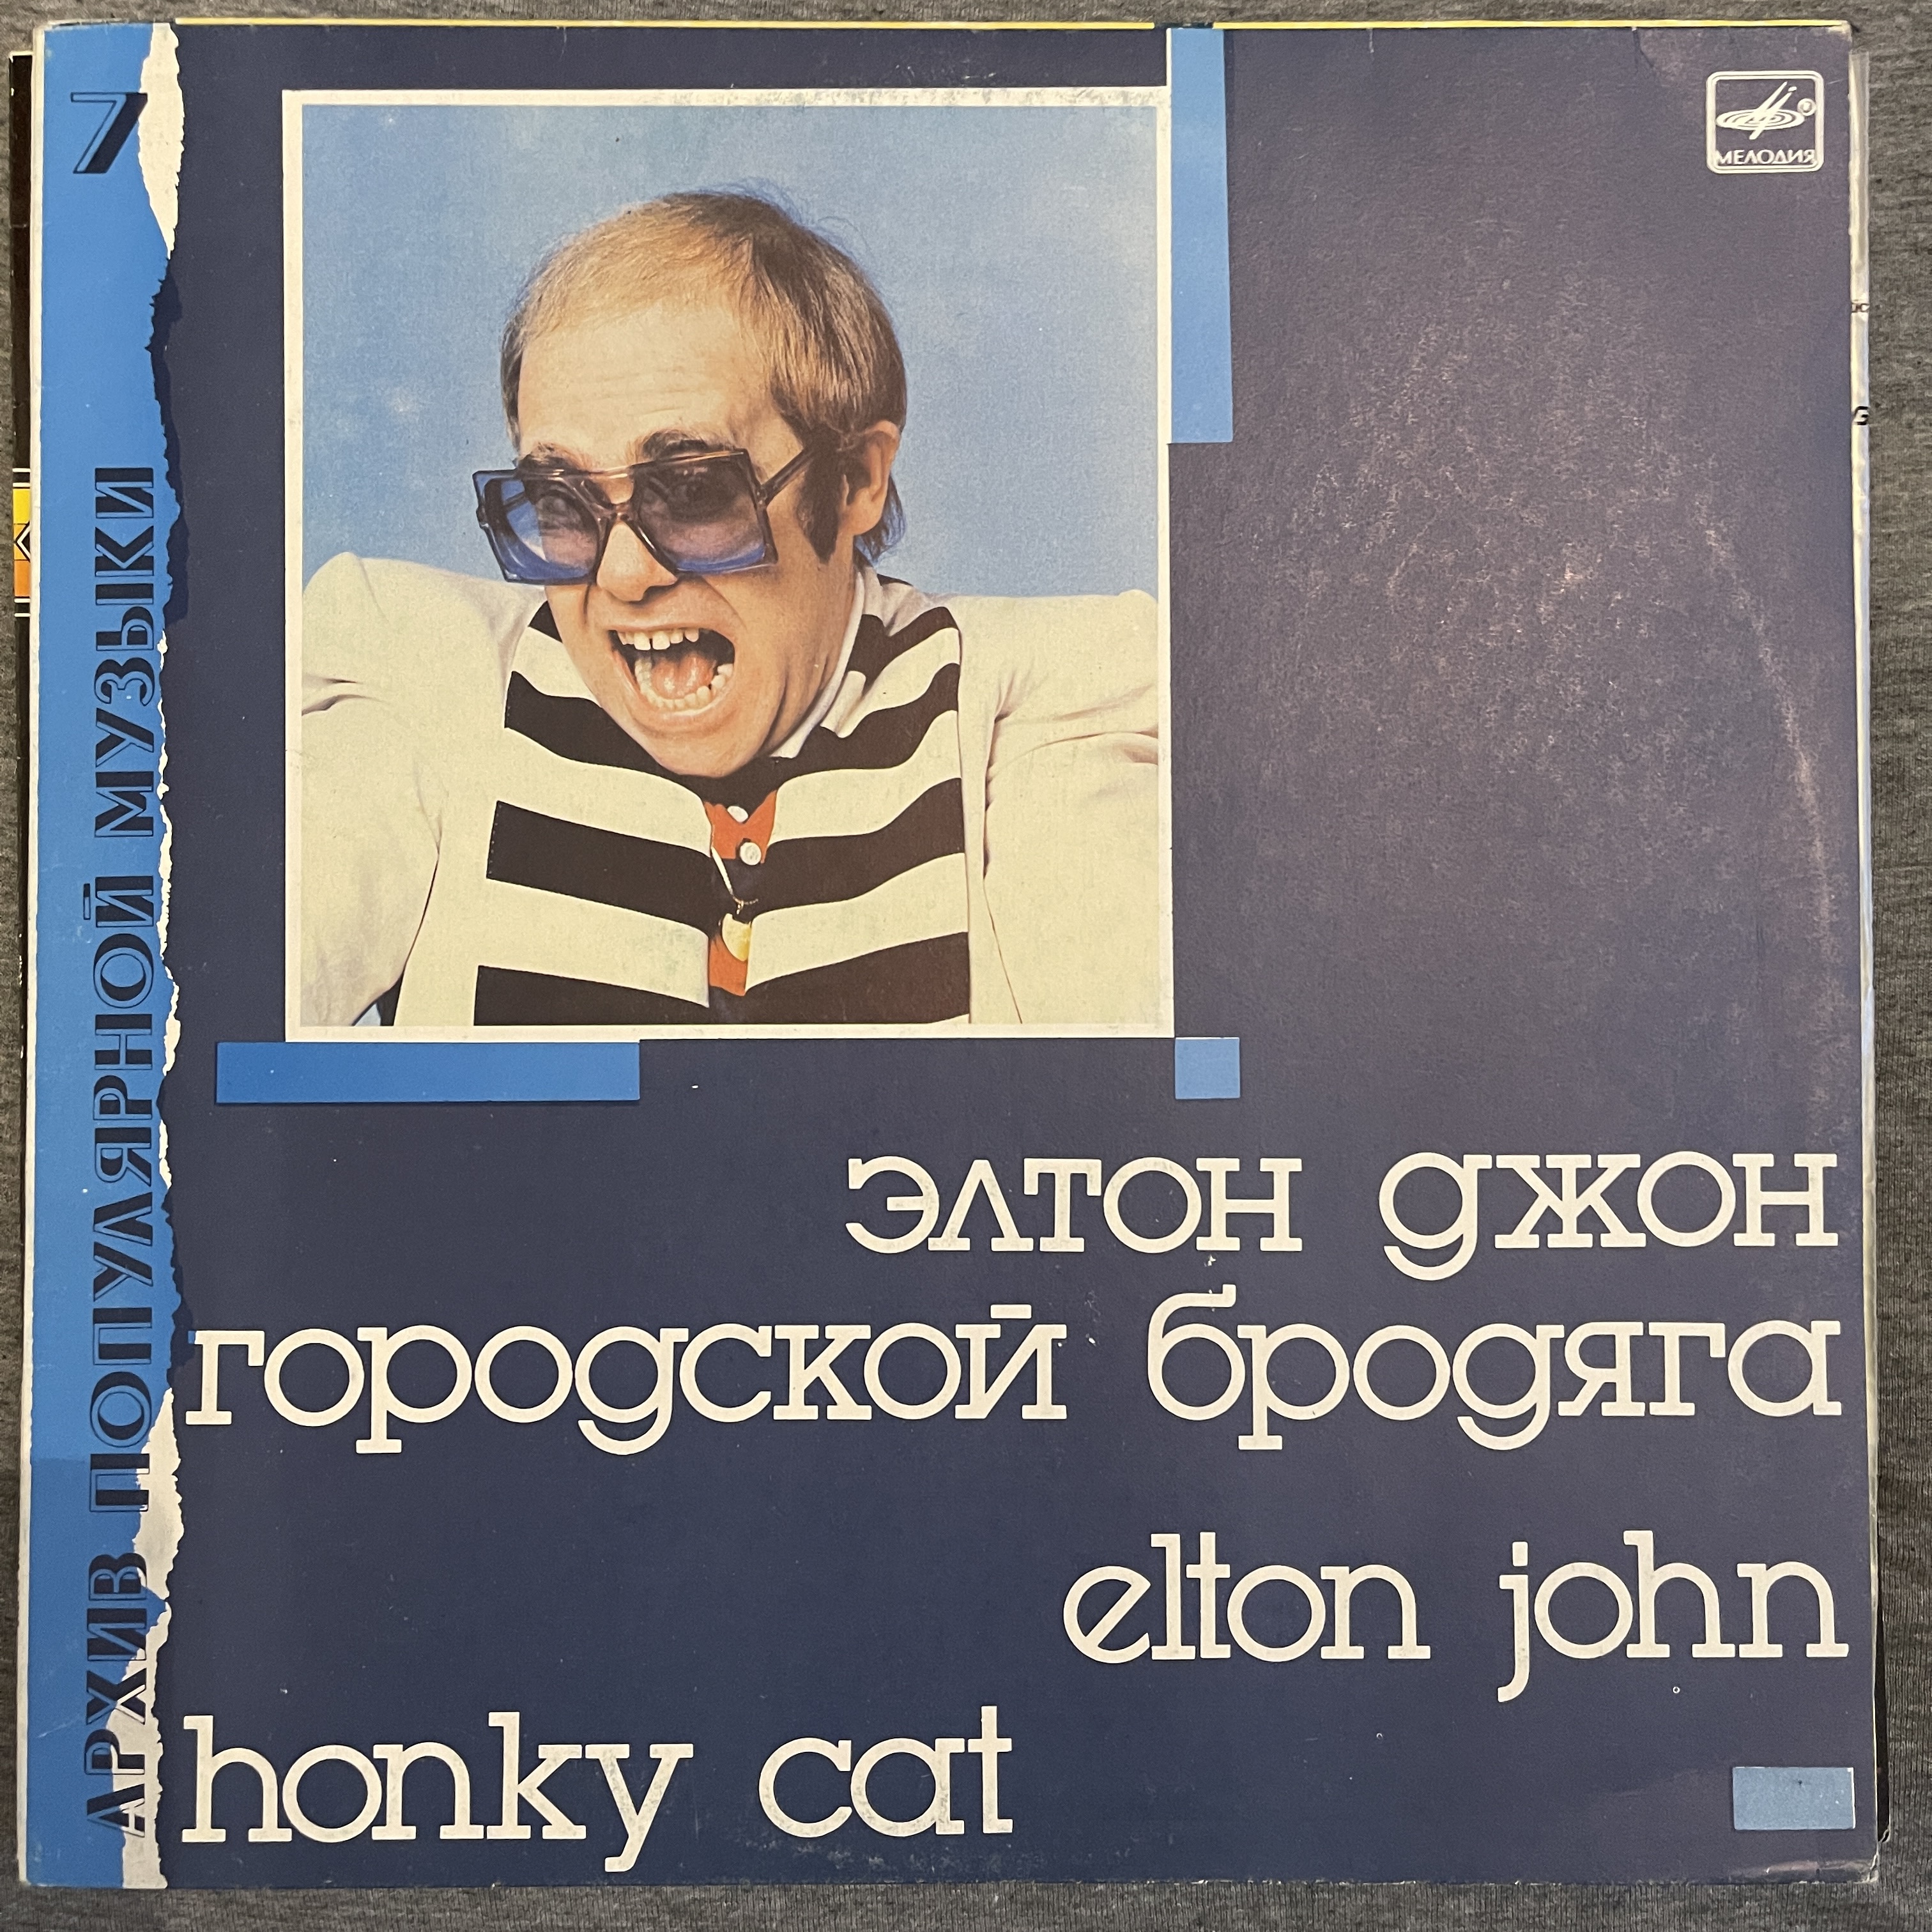 7
АРХИВ ПОПУЛЯРНОЙ МУЗЫКИ
МЕЛОДИЯ
элтон джон
городской бродяга
elton john
honky cat